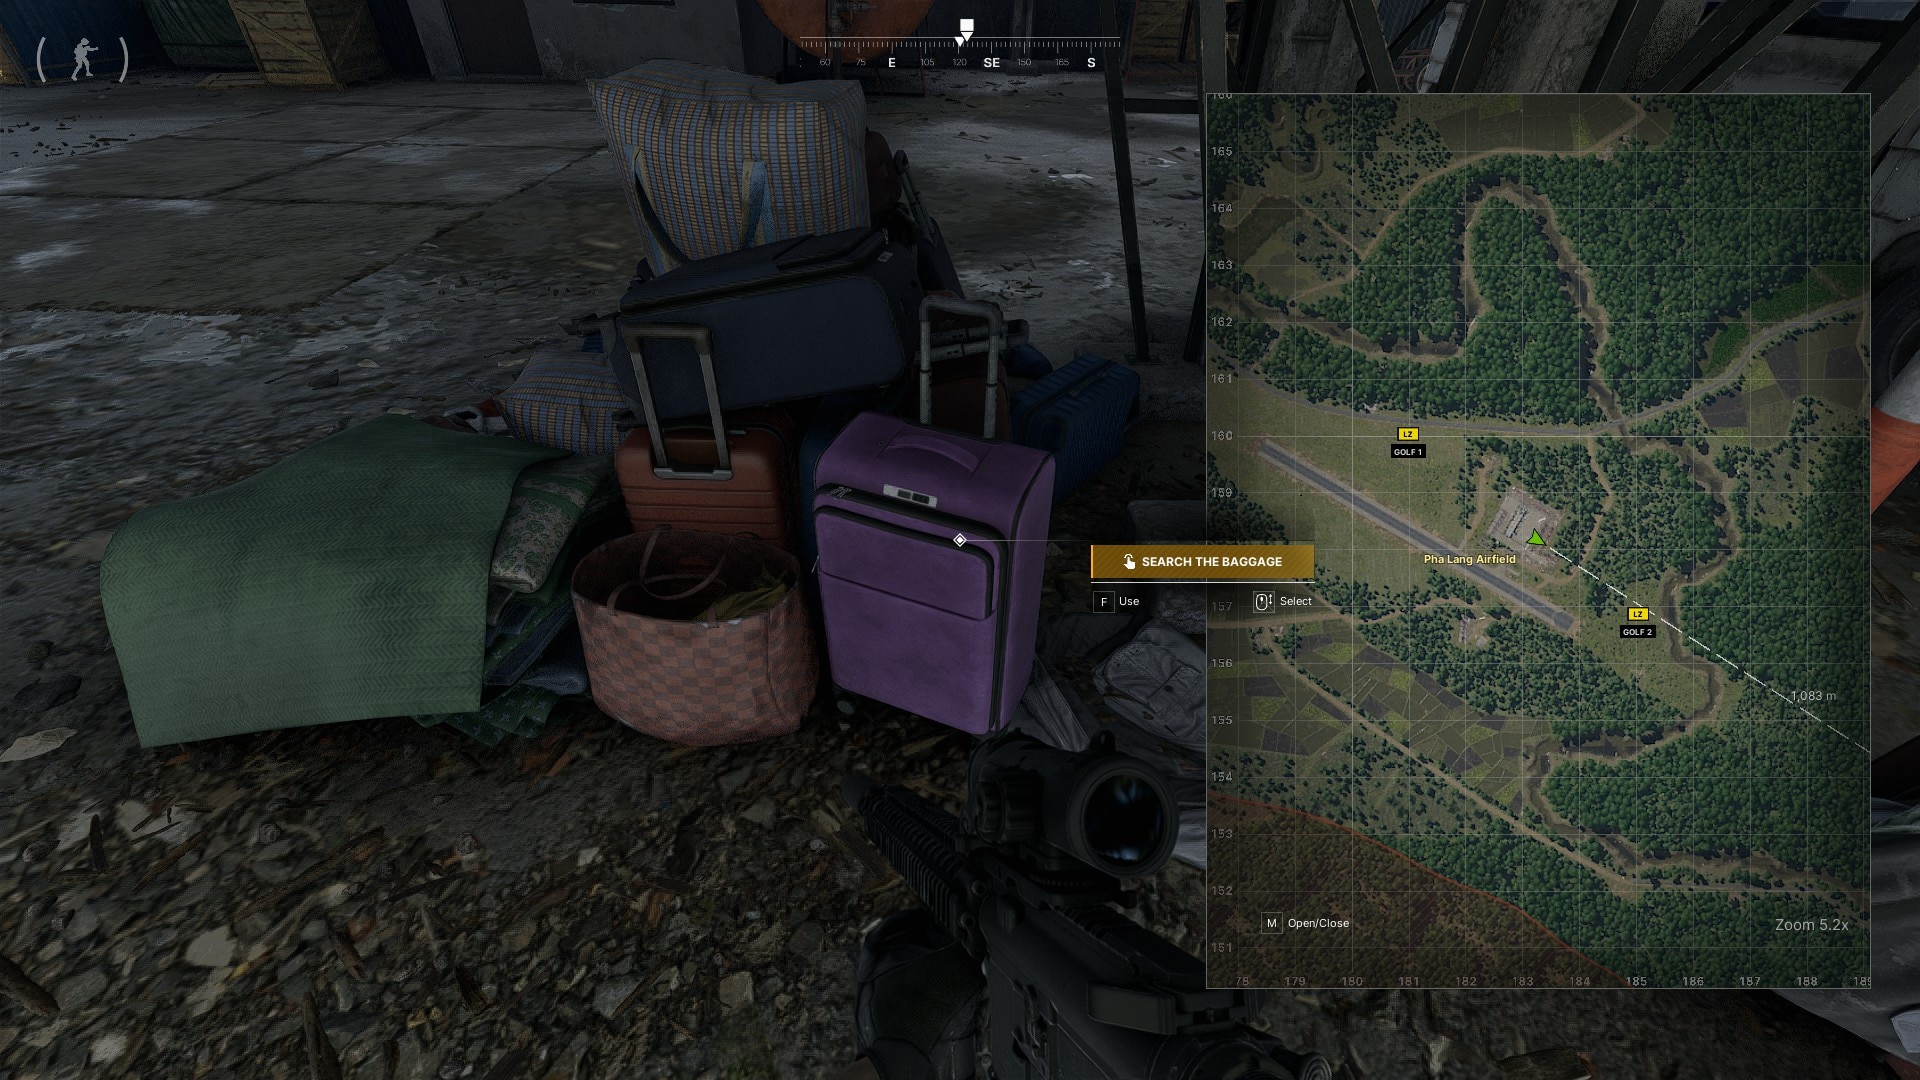 60 75 E 105 120 SE 150 165 S
166
165
164
163
162
161
160
159
157
156
155
154
153
152
151
LZ
GOLF 1
Pha Lang Airfield
LZ
GOLF 2
1,083 m
SEARCH THE BAGGAGE
F Use
Select
M Open/Close
Zoom 5.2x
78 179 180 181 182 183 184 185 186 187 188